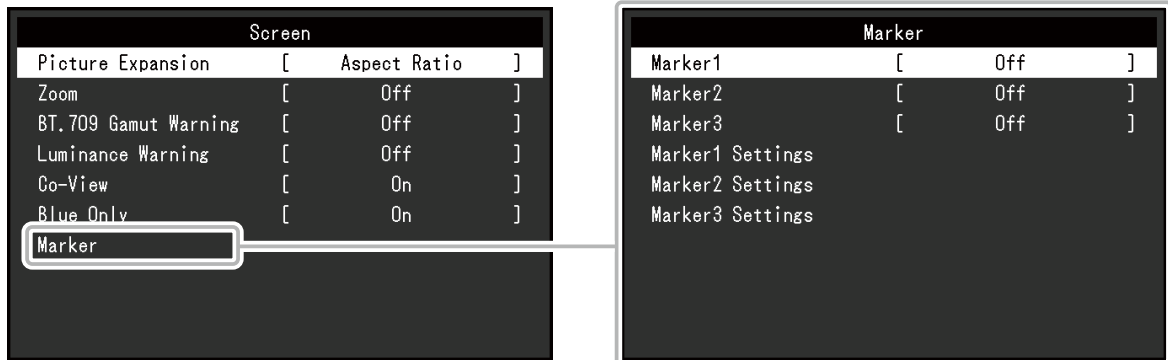 Screen
Picture Expansion [ Aspect Ratio ]
Zoom [ Off ]
BT.709 Gamut Warning [ Off ]
Luminance Warning [ Off ]
Co-View [ On ]
Blue Only [ On ]
Marker
Marker
Marker1 [ Off ]
Marker2 [ Off ]
Marker3 [ Off ]
Marker1 Settings
Marker2 Settings
Marker3 Settings